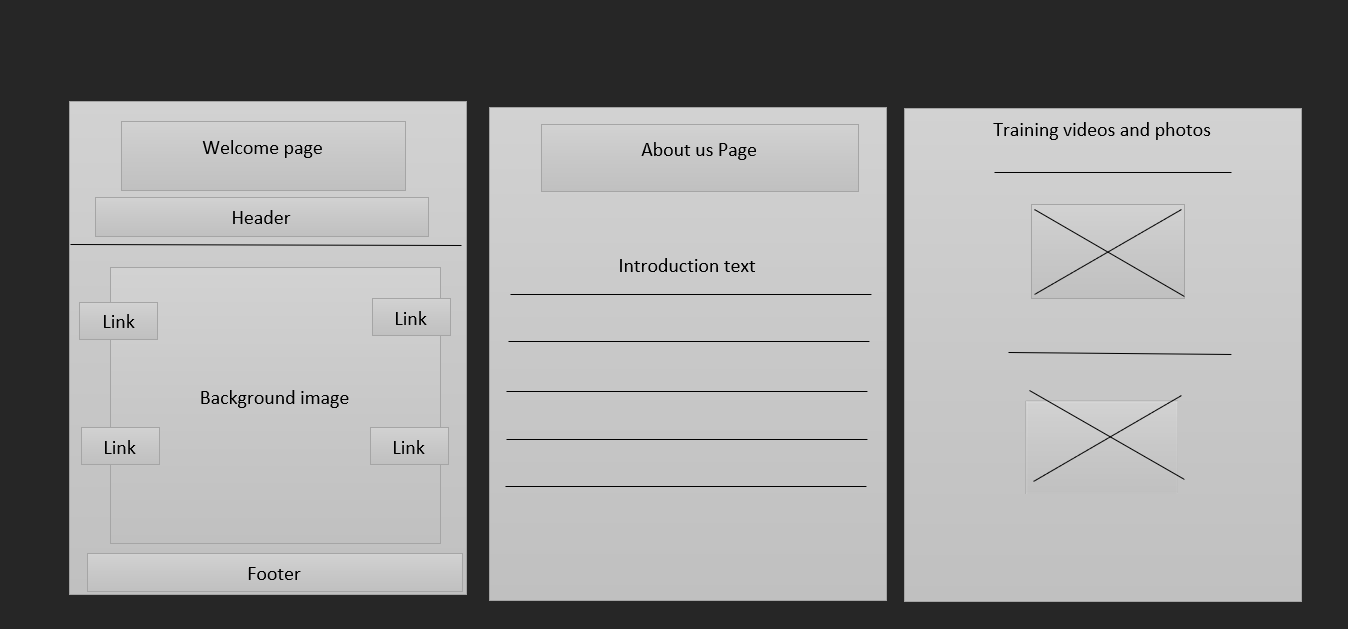 Welcome page
Header
Link
Link
Background image
Link
Link
Footer
About us Page
Introduction text
Training videos and photos